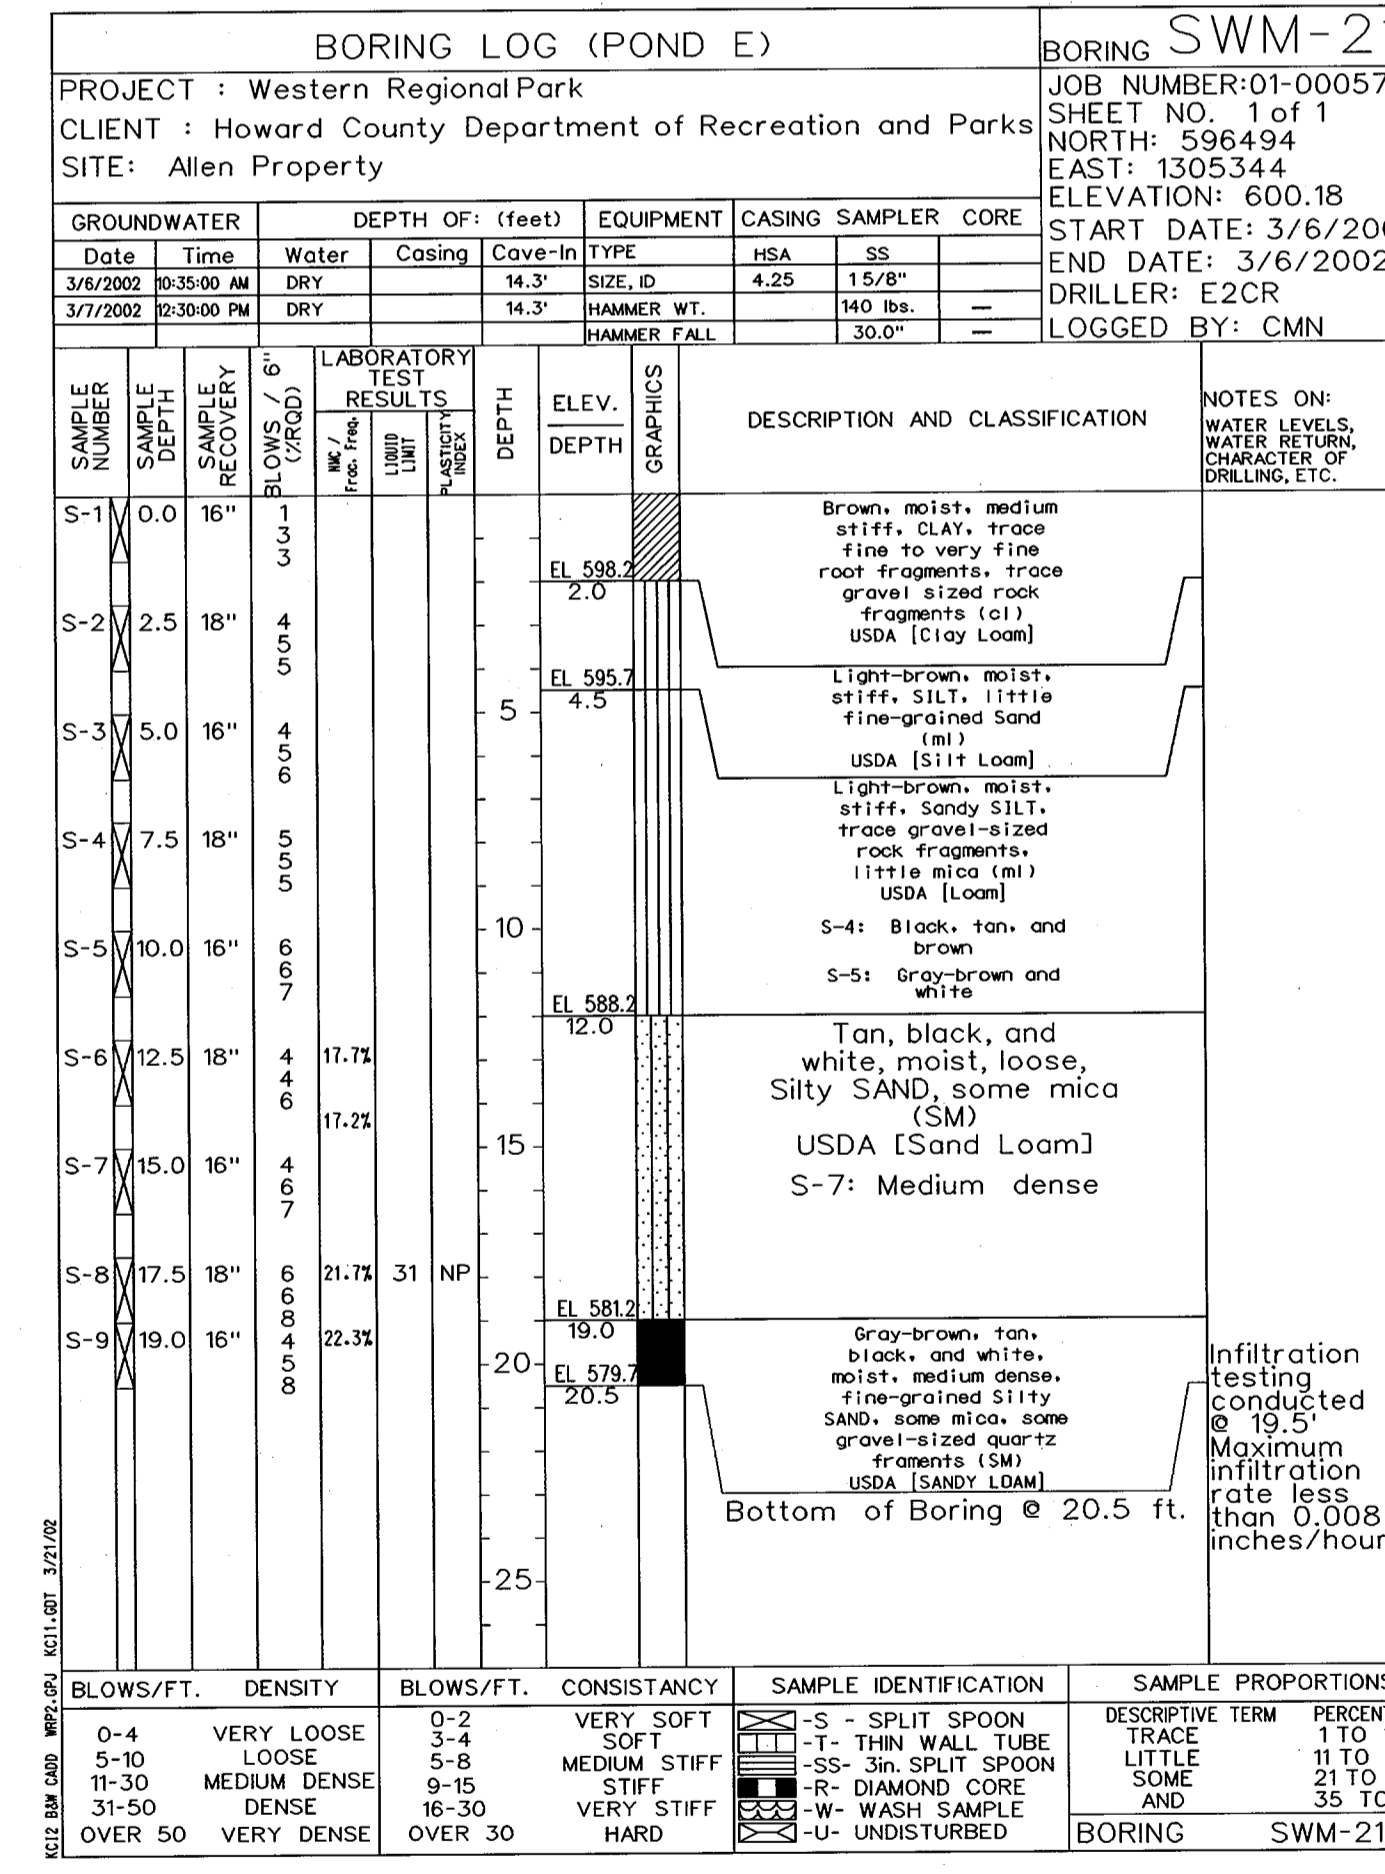 BORING LOG (POND E)
BORING SWM-21
PROJECT : Western Regional Park
CLIENT : Howard County Department of Recreation and Parks
SITE: Allen Property
JOB NUMBER:01-00057
SHEET NO. 1 of 1
NORTH: 596494
EAST: 1305344
ELEVATION: 600.18
START DATE: 3/6/200
END DATE: 3/6/2002
DRILLER: E2CR
LOGGED BY: CMN
GROUNDWATER DEPTH OF: (feet) EQUIPMENT CASING SAMPLER CORE
Date Time Water Casing Cave-In TYPE HSA SS
3/6/2002 10:35:00 AM DRY 14.3' SIZE, ID 4.25 1 5/8"
3/7/2002 12:30:00 PM DRY 14.3' HAMMER WT. 140 lbs. —
HAMMER FALL 30.0" —
SAMPLE NUMBER
SAMPLE DEPTH
SAMPLE RECOVERY
BLOWS / 6" (%RQD)
LABORATORY
TEST
RESULTS
NMC / Frac. Freq.
LIQUID LIMIT
PLASTICITY INDEX
DEPTH
ELEV.
DEPTH
GRAPHICS
DESCRIPTION AND CLASSIFICATION
NOTES ON:
WATER LEVELS,
WATER RETURN,
CHARACTER OF
DRILLING, ETC.
S-1 0.0 16" 1
3
3
S-2 2.5 18" 4
5
5
S-3 5.0 16" 4
5
6
S-4 7.5 18" 5
5
5
S-5 10.0 16" 6
6
7
S-6 12.5 18" 4 17.7%
4
6
17.2%
S-7 15.0 16" 4
6
7
S-8 17.5 18" 6 21.7% 31 NP
6
8
S-9 19.0 16" 4 22.3%
5
8
5
10
15
20
25
EL 598.2
2.0
EL 595.7
4.5
EL 588.2
12.0
EL 581.2
19.0
EL 579.7
20.5
Brown, moist, medium
stiff, CLAY, trace
fine to very fine
root fragments, trace
gravel sized rock
fragments (cl)
USDA [Clay Loam]
Light-brown, moist,
stiff, SILT, little
fine-grained Sand
(ml)
USDA [Silt Loam]
Light-brown, moist,
stiff, Sandy SILT,
trace gravel-sized
rock fragments,
little mica (ml)
USDA [Loam]
S-4: Black, tan, and
brown
S-5: Gray-brown and
white
Tan, black, and
white, moist, loose,
Silty SAND, some mica
(SM)
USDA [Sand Loam]
S-7: Medium dense
Gray-brown, tan,
black, and white,
moist, medium dense,
fine-grained Silty
SAND, some mica, some
gravel-sized quartz
framents (SM)
USDA [SANDY LOAM]
Bottom of Boring @ 20.5 ft.
Infiltration
testing
conducted
@ 19.5'
Maximum
infiltration
rate less
than 0.008
inches/hour
KCI2 B&W CADD WRP2.GPJ KCI1.GDT 3/21/02
BLOWS/FT. DENSITY
0-4 VERY LOOSE
5-10 LOOSE
11-30 MEDIUM DENSE
31-50 DENSE
OVER 50 VERY DENSE
BLOWS/FT. CONSISTANCY
0-2 VERY SOFT
3-4 SOFT
5-8 MEDIUM STIFF
9-15 STIFF
16-30 VERY STIFF
OVER 30 HARD
SAMPLE IDENTIFICATION
-S - SPLIT SPOON
-T- THIN WALL TUBE
-SS- 3in. SPLIT SPOON
-R- DIAMOND CORE
-W- WASH SAMPLE
-U- UNDISTURBED
SAMPLE PROPORTIONS
DESCRIPTIVE TERM PERCENT
TRACE 1 TO
LITTLE 11 TO
SOME 21 TO
AND 35 TO
BORING SWM-21